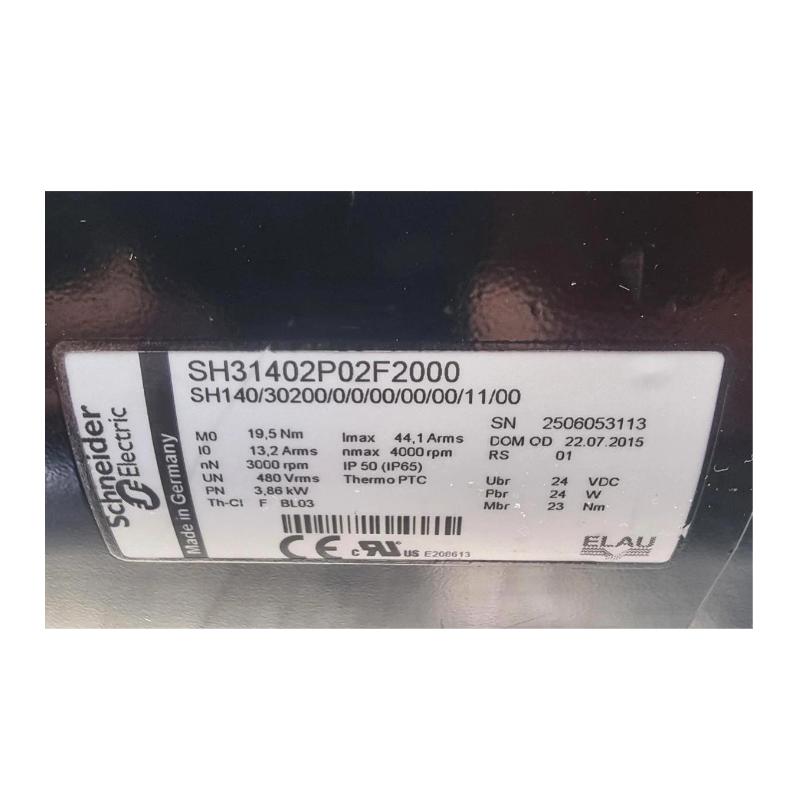 Schneider
Electric
Made in Germany
SH31402P02F2000
SH140/30200/0/0/00/00/00/11/00
SN 2506053113
DOM OD 22.07.2015
RS 01
M0 19,5 Nm Imax 44,1 Arms
I0 13,2 Arms nmax 4000 rpm
nN 3000 rpm IP 50 (IP65)
UN 480 Vrms Thermo PTC
PN 3,86 kW
Th-Cl F BL03
Ubr 24 VDC
Pbr 24 W
Mbr 23 Nm
CE c RU US E208613
ELAU